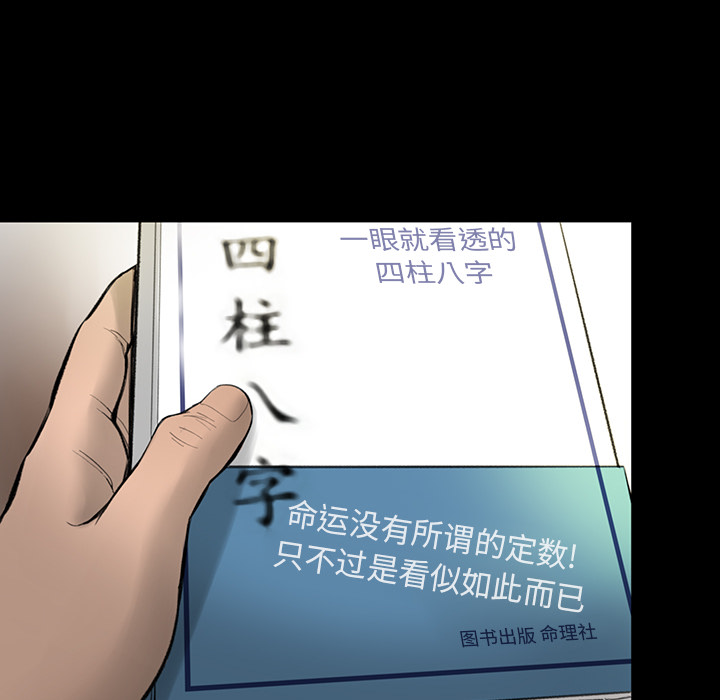 一眼就看透的
四柱八字
四柱八字
命运没有所谓的定数!
只不过是看似如此而已
图书出版 命理社